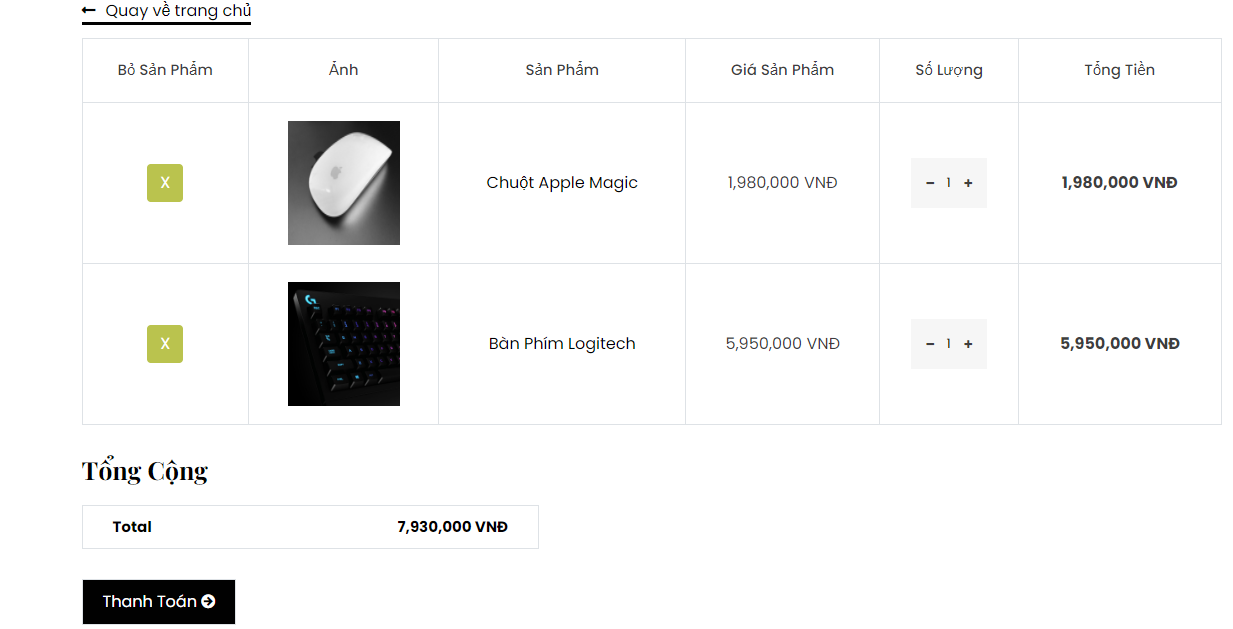 ← Quay về trang chủ
Bỏ Sản Phẩm Ảnh Sản Phẩm Giá Sản Phẩm Số Lượng Tổng Tiền
X Chuột Apple Magic 1,980,000 VNĐ − 1 + 1,980,000 VNĐ
X Bàn Phím Logitech 5,950,000 VNĐ − 1 + 5,950,000 VNĐ
Tổng Cộng
Total 7,930,000 VNĐ
Thanh Toán